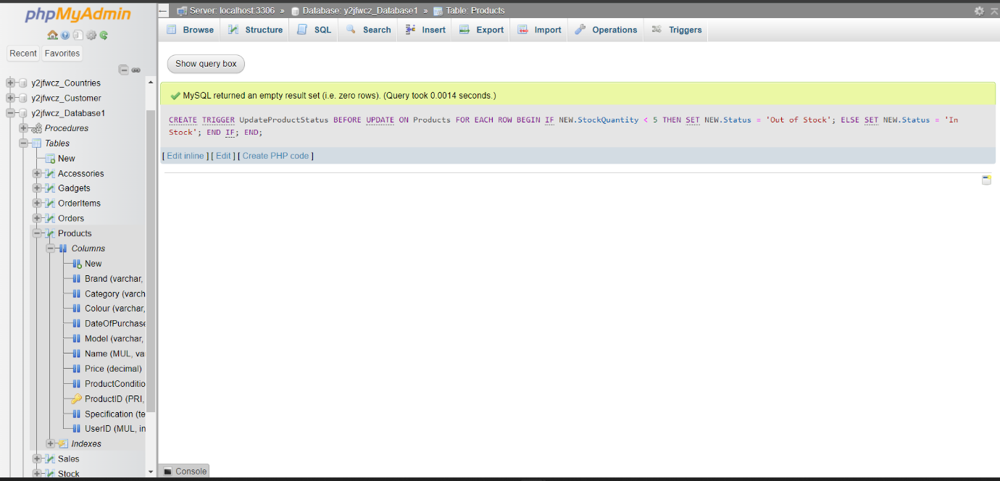 phpMyAdmin
Recent Favorites
y2jfwcz_Countries
y2jfwcz_Customer
y2jfwcz_Database1
Procedures
Tables
New
Accessories
Gadgets
OrderItems
Orders
Products
Columns
New
Brand (varchar,
Category (varch
Colour (varchar,
DateOfPurchase
Model (varchar,
Name (MUL, va
Price (decimal)
ProductConditio
ProductID (PRI,
Specification (te
UserID (MUL, in
Indexes
Sales
Stock
Server: localhost:3306 » Database: y2jfwcz_Database1 » Table: Products
Browse Structure SQL Search Insert Export Import Operations Triggers
Show query box
MySQL returned an empty result set (i.e. zero rows). (Query took 0.0014 seconds.)
CREATE TRIGGER UpdateProductStatus BEFORE UPDATE ON Products FOR EACH ROW BEGIN IF NEW.StockQuantity < 5 THEN SET NEW.Status = 'Out of Stock'; ELSE SET NEW.Status = 'In
Stock'; END IF; END;
[ Edit inline ] [ Edit ] [ Create PHP code ]
Console